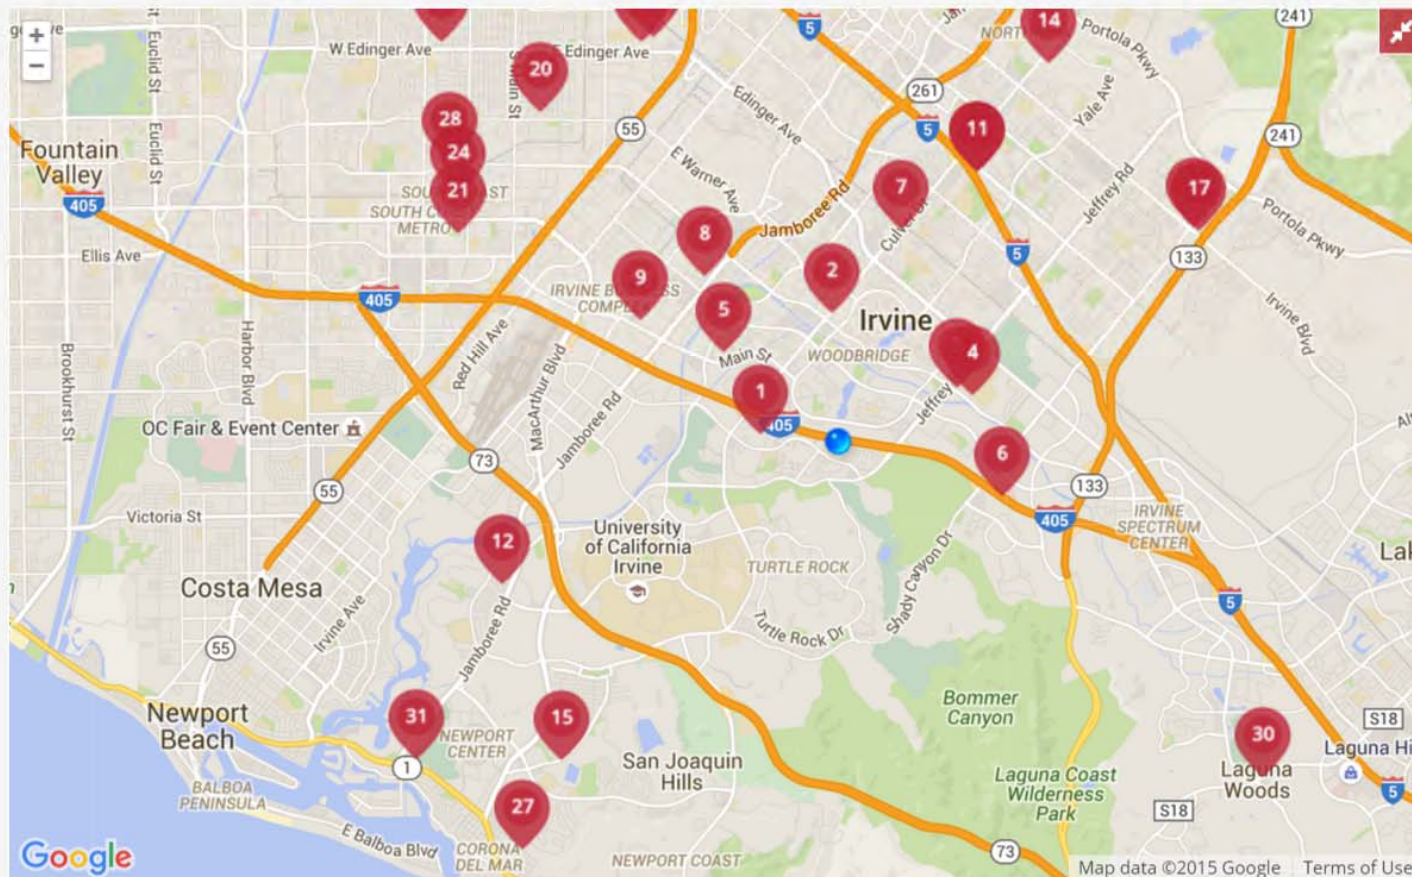 +
−
W Edinger Ave
E Edinger Ave
Euclid St
Euclid St
20
55
14
Portola Pkwy
241
Yale Ave
261
5
5
11
241
Edinger Ave
28
24
21
SOUTH COAST
METRO
Fountain
Valley
405
Ellis Ave
E Warner Ave
Jamboree Rd
7
Culver Dr
Jeffrey Rd
17
Portola Pkwy
133
5
8
9
2
5
405
Irvine
WOODBRIDGE
Irvine Blvd
Main St
4
Jeffrey
Harbor Blvd
Brookhurst St
Red Hill Ave
MacArthur Blvd
Jamboree Rd
1
405
OC Fair & Event Center
73
55
6
133
405
IRVINE
SPECTRUM
CENTER
Victoria St
12
University
of California
Irvine
TURTLE ROCK
Turtle Rock Dr
Shady Canyon Dr
Costa Mesa
Irvine Ave
Jamboree Rd
5
55
Newport
Beach
31
15
NEWPORT
CENTER
1
Bommer
Canyon
San Joaquin
Hills
30
Laguna
Woods
S18
Laguna Hi
5
BALBOA
PENINSULA
27
E Balboa Blvd
CORONA
DEL MAR
NEWPORT COAST
Laguna Coast
Wilderness
Park
S18
73
Google
Map data ©2015 Google
Terms of Use